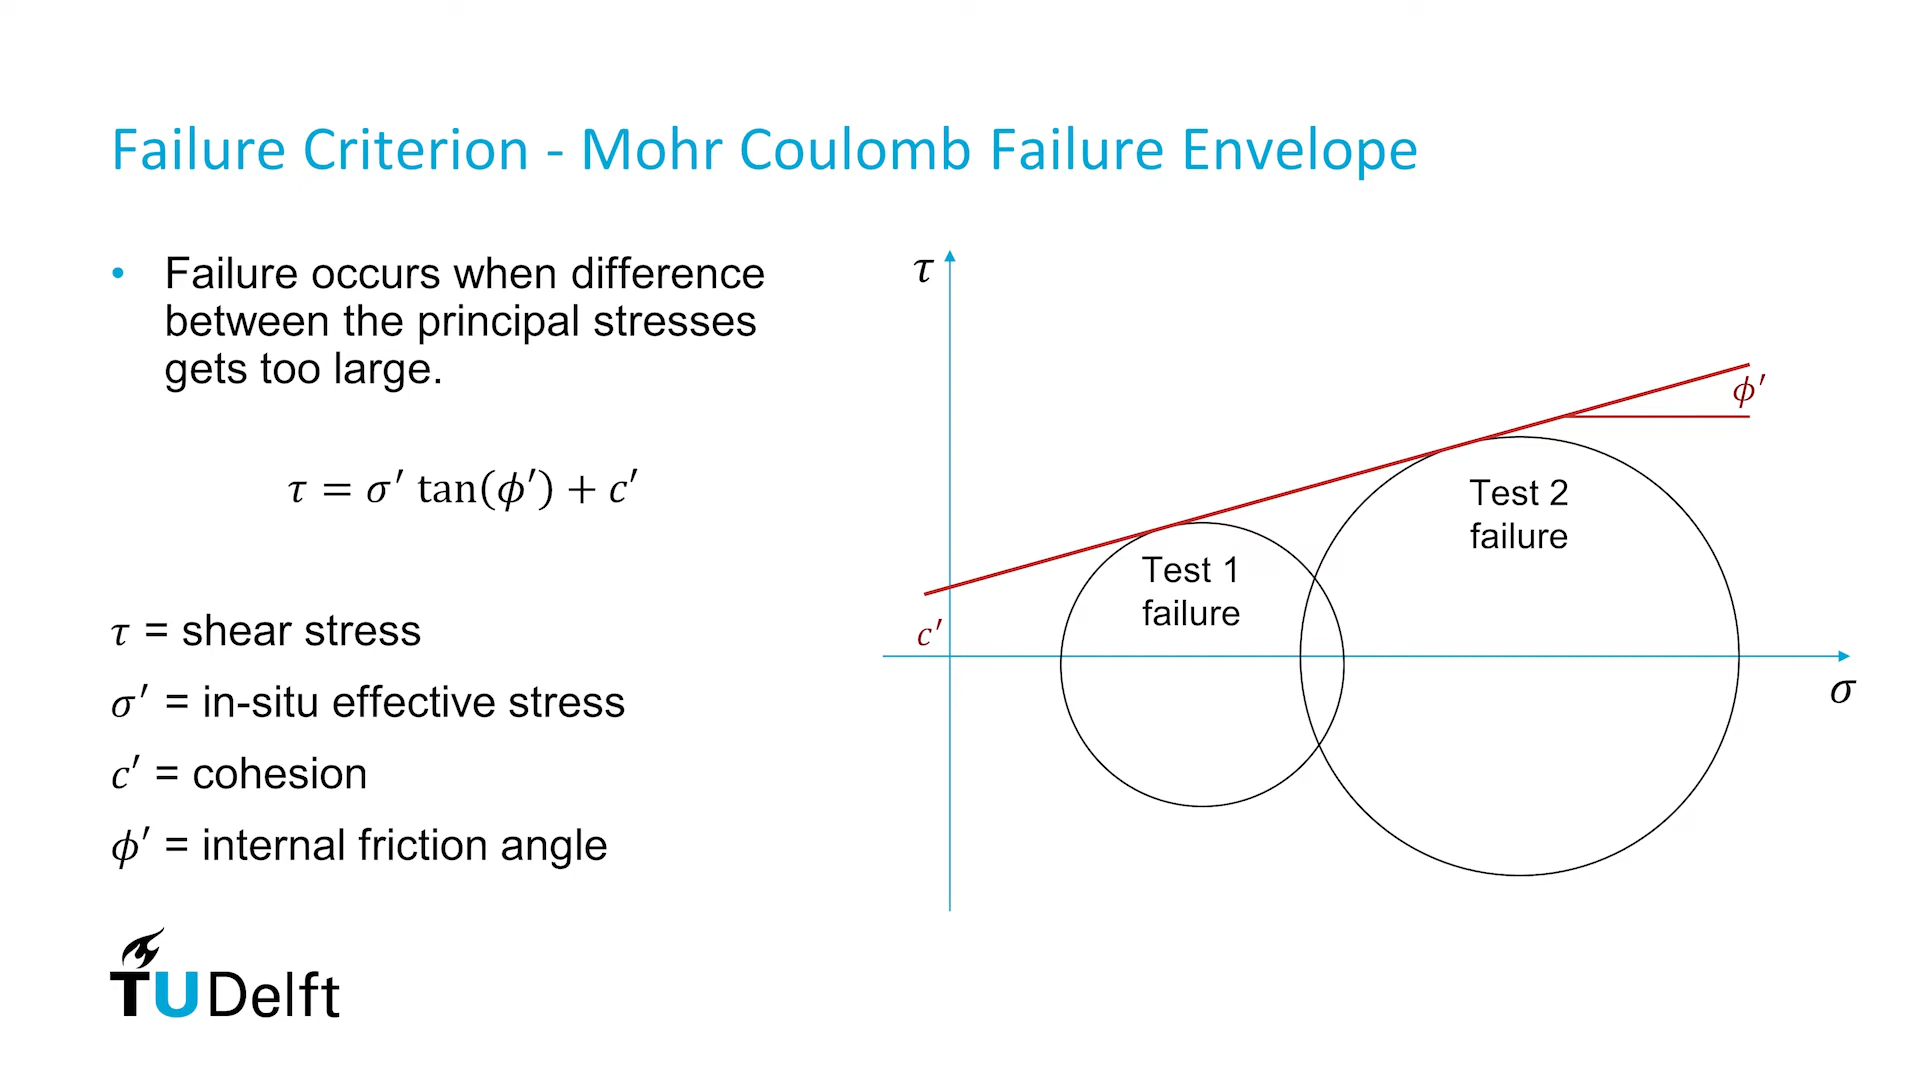 Failure Criterion - Mohr Coulomb Failure Envelope
• Failure occurs when difference
between the principal stresses
gets too large.
τ = σ′ tan(ϕ′) + c′
τ = shear stress
σ′ = in-situ effective stress
c′ = cohesion
ϕ′ = internal friction angle
TUDelft
τ
ϕ′
Test 2
failure
Test 1
failure
c′
σ